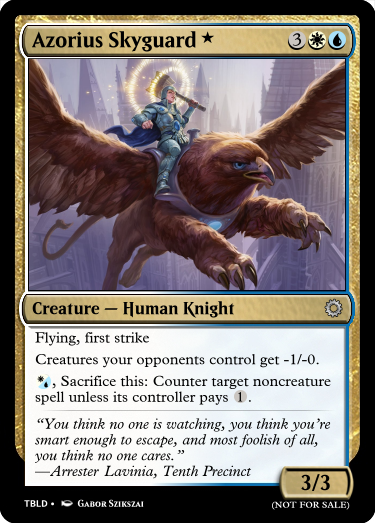 Azorius Skyguard ★ 3
Creature — Human Knight
Flying, first strike
Creatures your opponents control get -1/-0.
, Sacrifice this: Counter target noncreature
spell unless its controller pays 1.
“You think no one is watching, you think you’re
smart enough to escape, and most foolish of all,
you think no one cares.”
—Arrester Lavinia, Tenth Precinct
3/3
TBLD • Gabor Szikszai
(NOT FOR SALE)